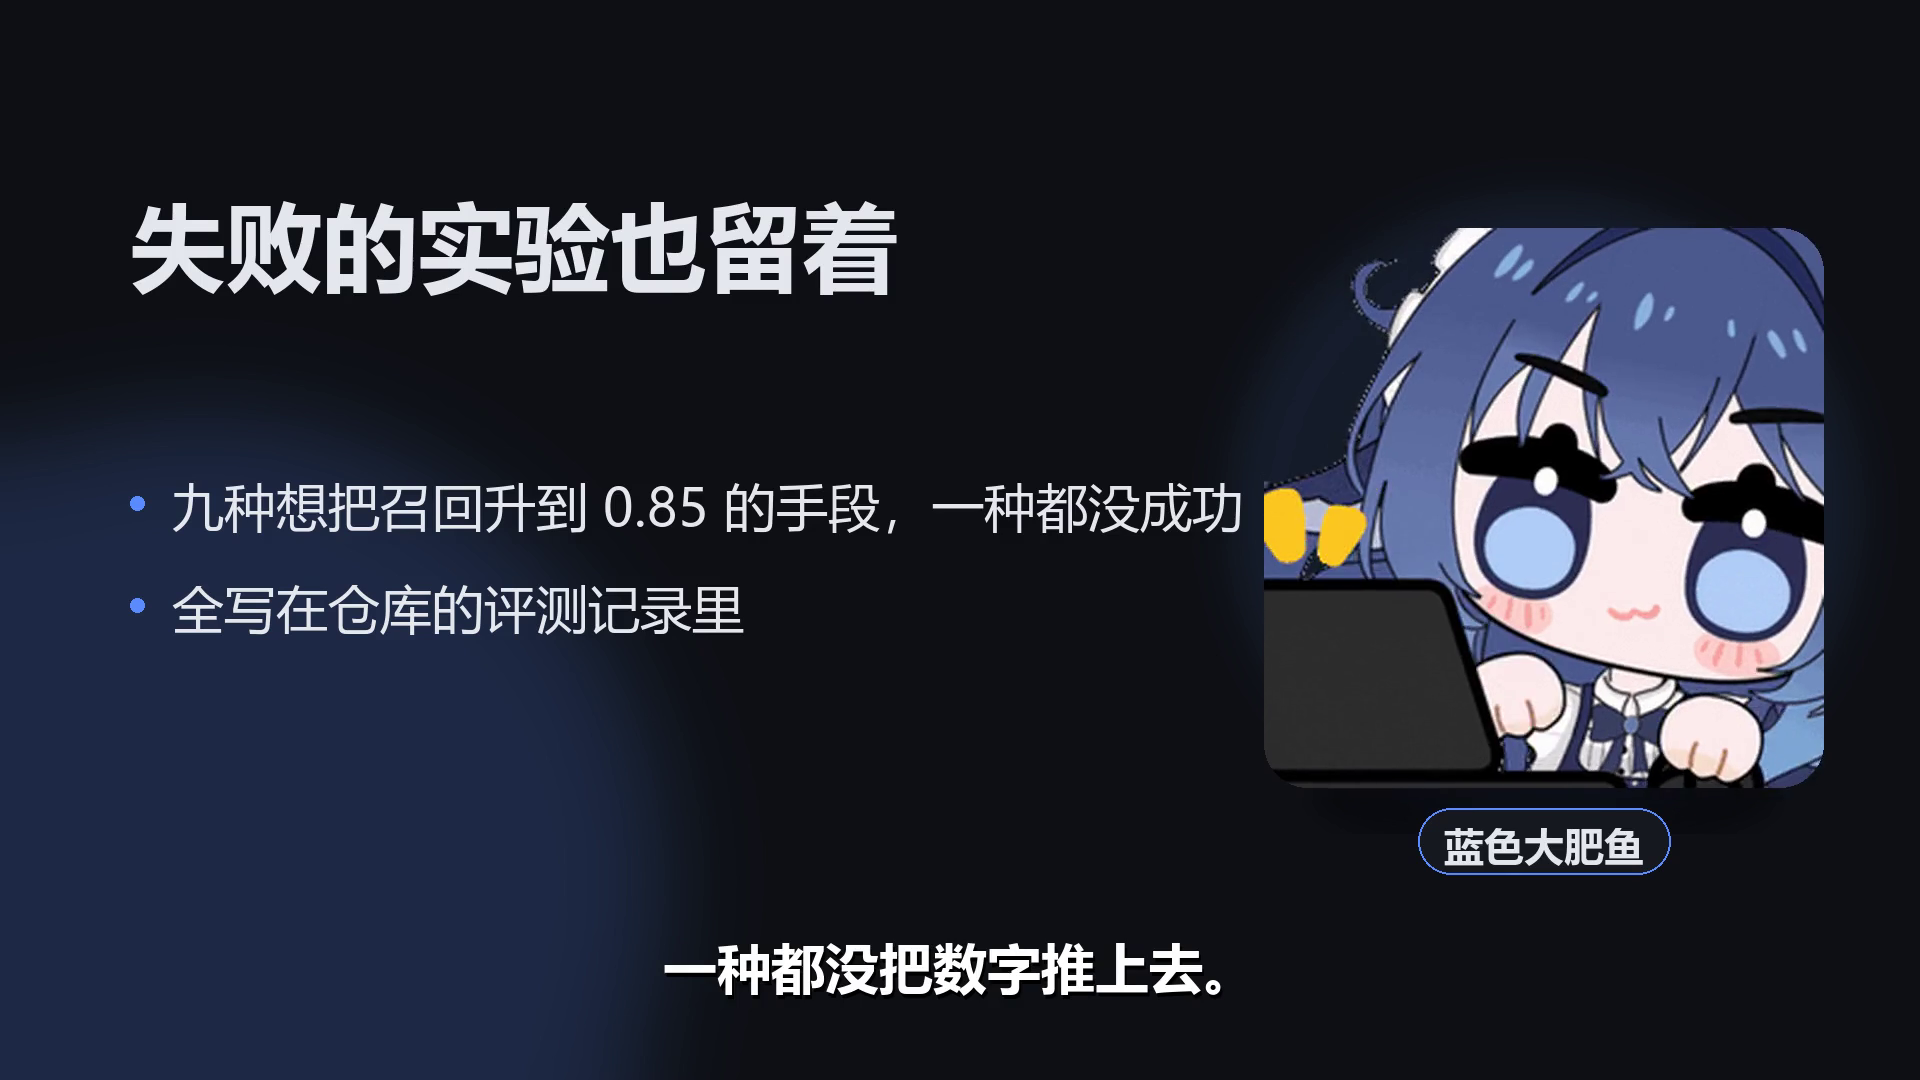 失败的实验也留着
• 九种想把召回升到 0.85 的手段，一种都没成功
• 全写在仓库的评测记录里
蓝色大肥鱼
一种都没把数字推上去。